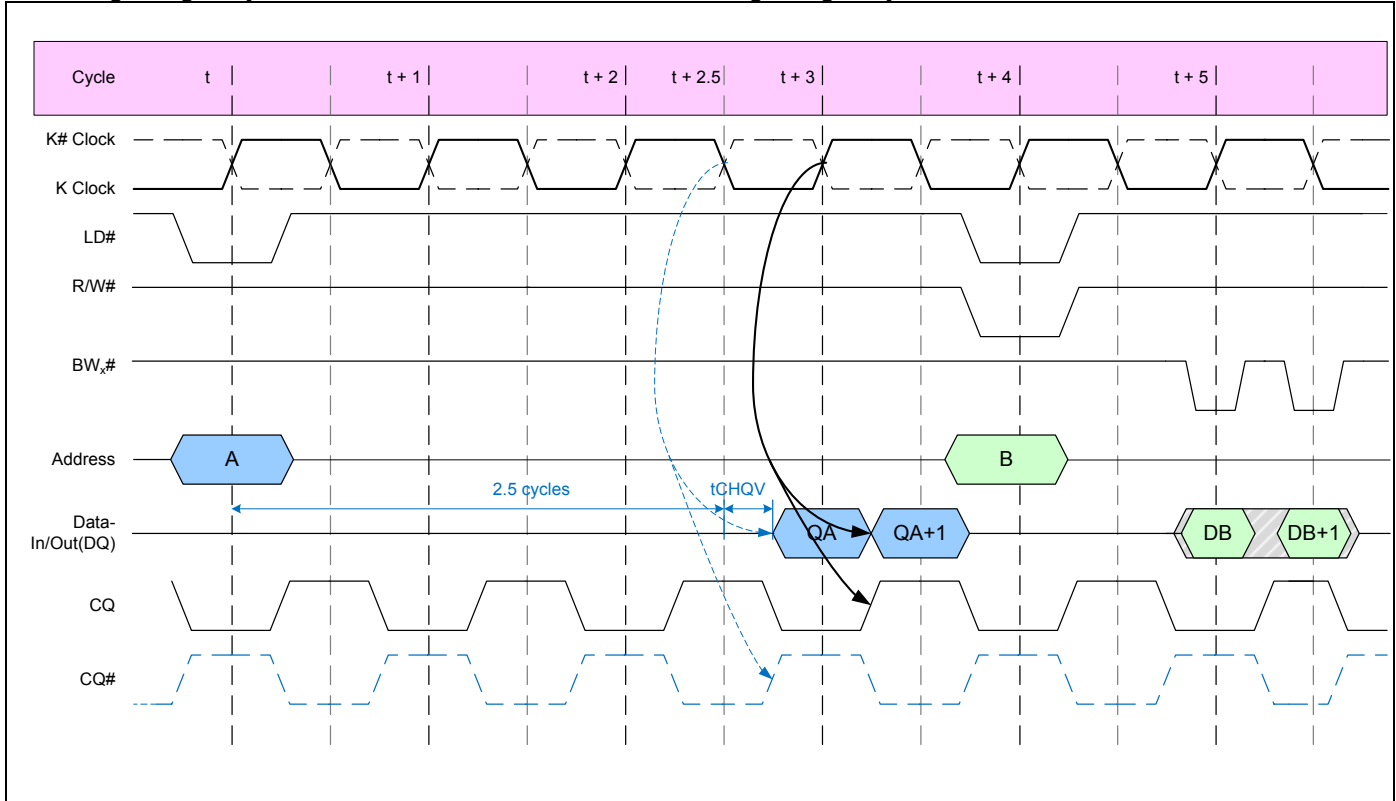 Cycle t t + 1 t + 2 t + 2.5 t + 3 t + 4 t + 5
K# Clock
K Clock
LD#
R/W#
BWx#
Address A B
2.5 cycles tCHQV
Data-
In/Out(DQ) QA QA+1 DB DB+1
CQ
CQ#